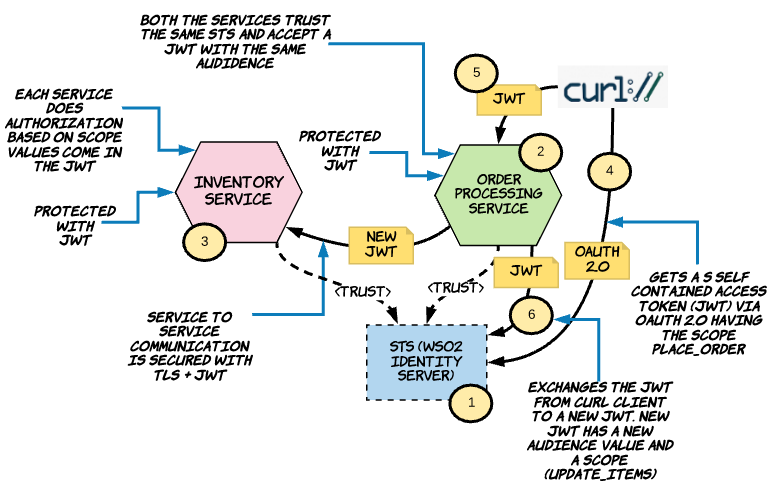 BOTH THE SERVICES TRUST
THE SAME STS AND ACCEPT A
JWT WITH THE SAME
AUDIDENCE
5
JWT
curl://
EACH SERVICE
DOES
AUTHORIZATION
BASED ON SCOPE
VALUES COME IN
THE JWT
PROTECTED
WITH
JWT
2
ORDER
PROCESSING
SERVICE
4
INVENTORY
SERVICE
PROTECTED
WITH
JWT
3
NEW
JWT
OAUTH
2.0
JWT
<TRUST>
<TRUST>
GETS A S SELF
CONTAINED ACCESS
TOKEN (JWT) VIA
OAUTH 2.0 HAVING
THE SCOPE
PLACE_ORDER
SERVICE TO
SERVICE
COMMUNICATION
IS SECURED WITH
TLS + JWT
6
STS (WSO2
IDENTITY
SERVER)
1
EXCHANGES THE JWT
FROM CURL CLIENT
TO A NEW JWT. NEW
JWT HAS A NEW
AUDIENCE VALUE AND
A SCOPE
(UPDATE_ITEMS)